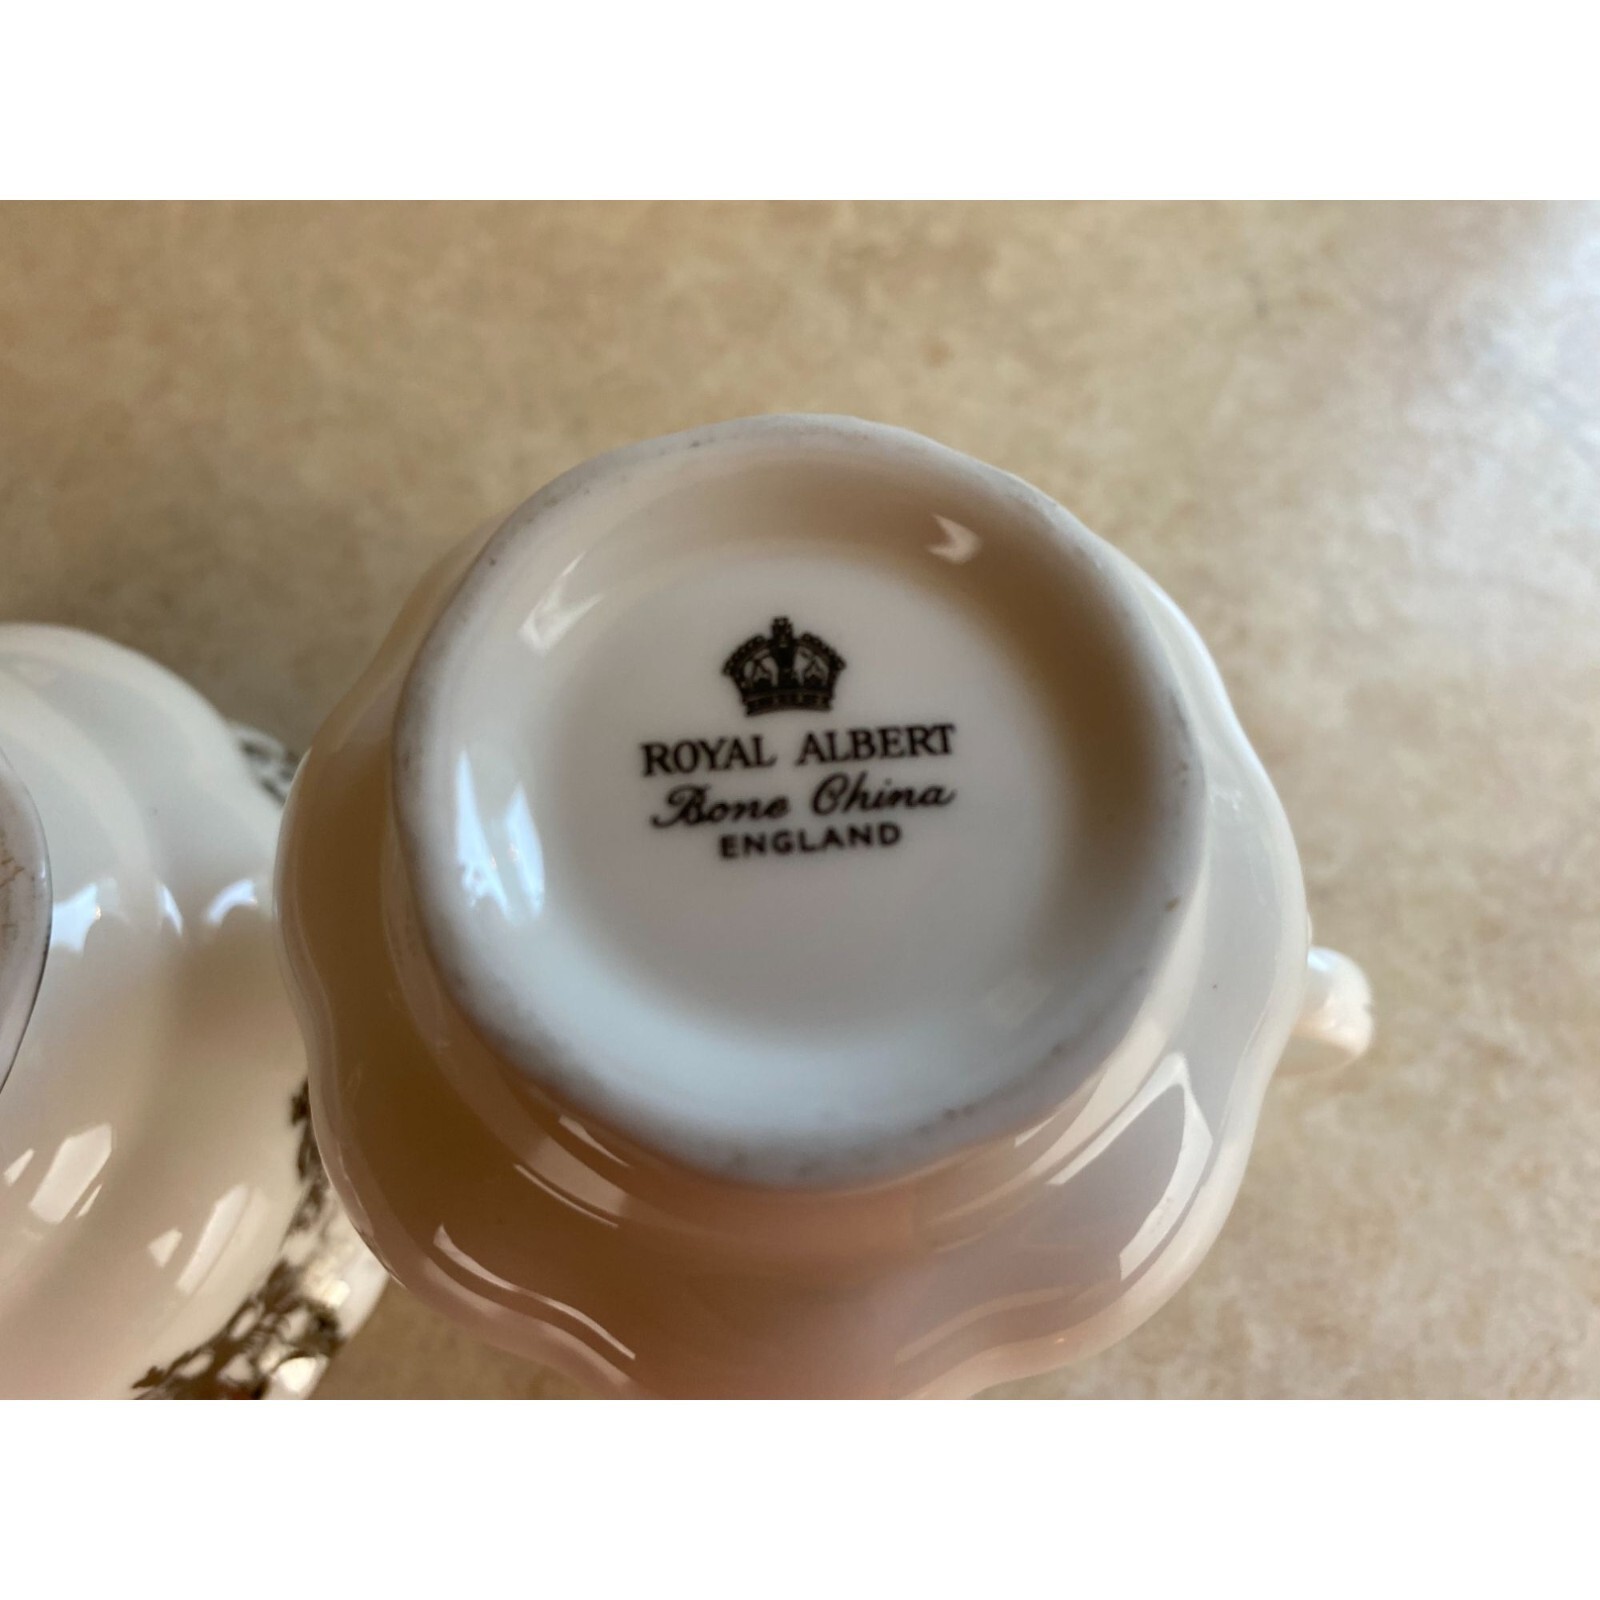 ROYAL ALBERT
Bone China
ENGLAND